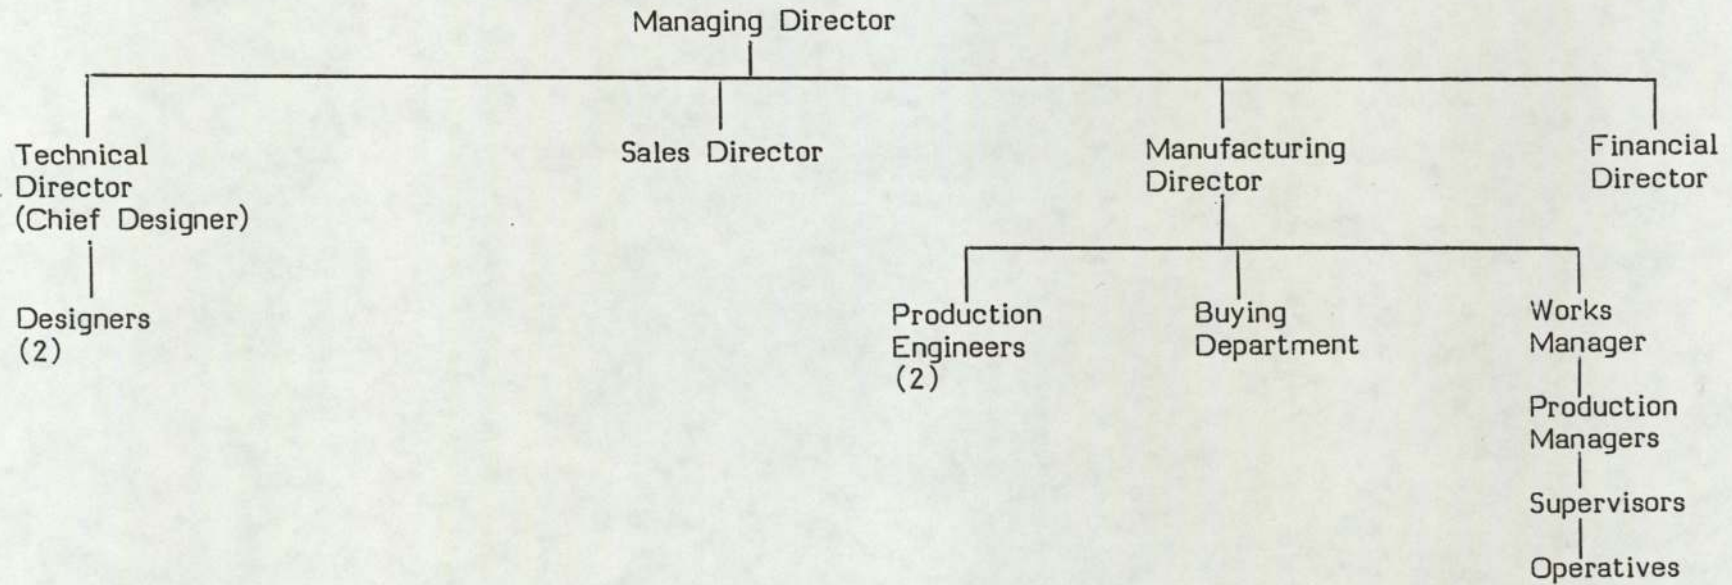 Managing Director
Technical
Director
(Chief Designer)
Sales Director
Manufacturing
Director
Financial
Director
Designers
(2)
Production
Engineers
(2)
Buying
Department
Works
Manager
Production
Managers
Supervisors
Operatives